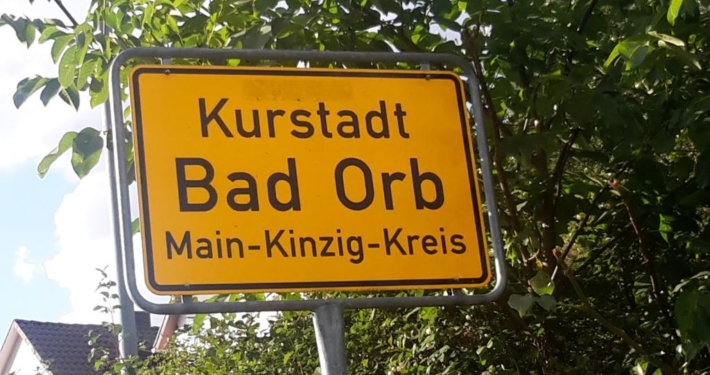 Kurstadt
Bad Orb
Main-Kinzig-Kreis